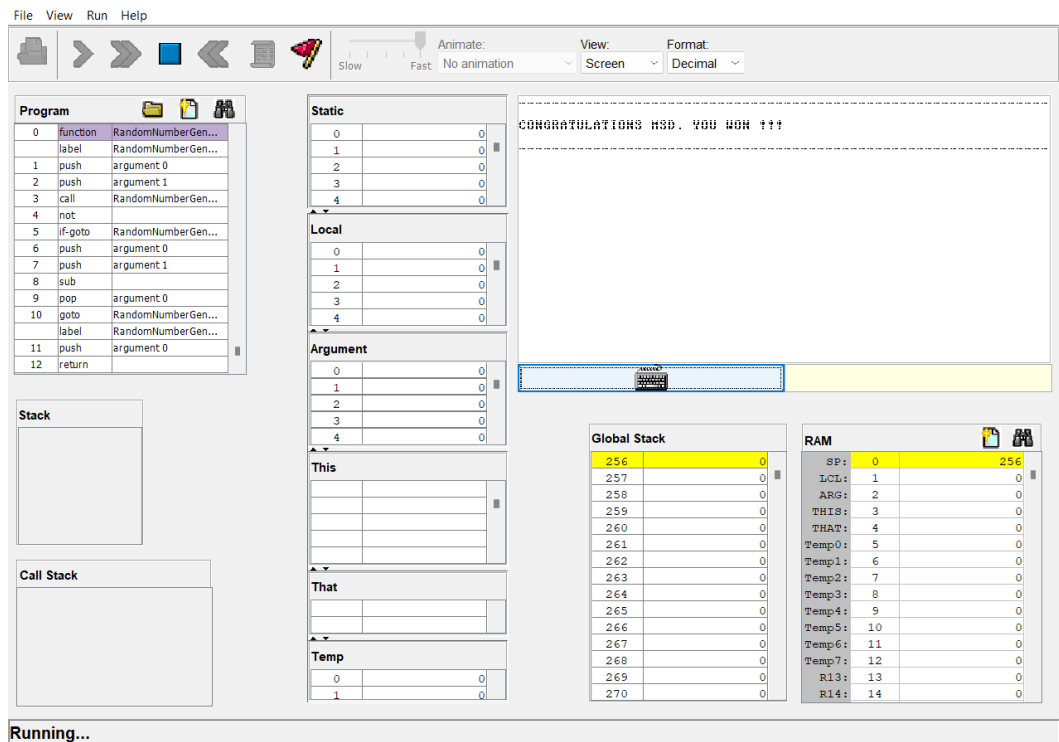 File View Run Help
Slow Fast
Animate:
No animation
View:
Screen
Format:
Decimal
Program
0 function RandomNumberGen...
label RandomNumberGen...
1 push argument 0
2 push argument 1
3 call RandomNumberGen...
4 not
5 if-goto RandomNumberGen...
6 push argument 0
7 push argument 1
8 sub
9 pop argument 0
10 goto RandomNumberGen...
label RandomNumberGen...
11 push argument 0
12 return
Stack
Call Stack
Static
0 0
1 0
2 0
3 0
4 0
Local
0 0
1 0
2 0
3 0
4 0
Argument
0 0
1 0
2 0
3 0
4 0
This
That
Temp
0 0
1 0
CONGRATULATIONS MSD. YOU WON !!!
Global Stack
256 0
257 0
258 0
259 0
260 0
261 0
262 0
263 0
264 0
265 0
266 0
267 0
268 0
269 0
270 0
RAM
SP: 0 256
LCL: 1 0
ARG: 2 0
THIS: 3 0
THAT: 4 0
Temp0: 5 0
Temp1: 6 0
Temp2: 7 0
Temp3: 8 0
Temp4: 9 0
Temp5: 10 0
Temp6: 11 0
Temp7: 12 0
R13: 13 0
R14: 14 0
Running...